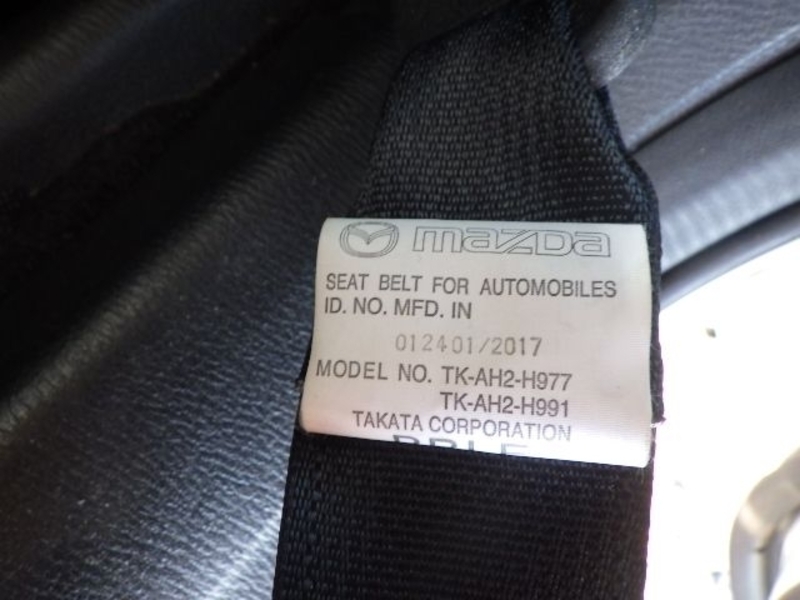 mazda
SEAT BELT FOR AUTOMOBILES
ID. NO. MFD. IN
012401/2017
MODEL NO. TK-AH2-H977
TK-AH2-H991
TAKATA CORPORATION